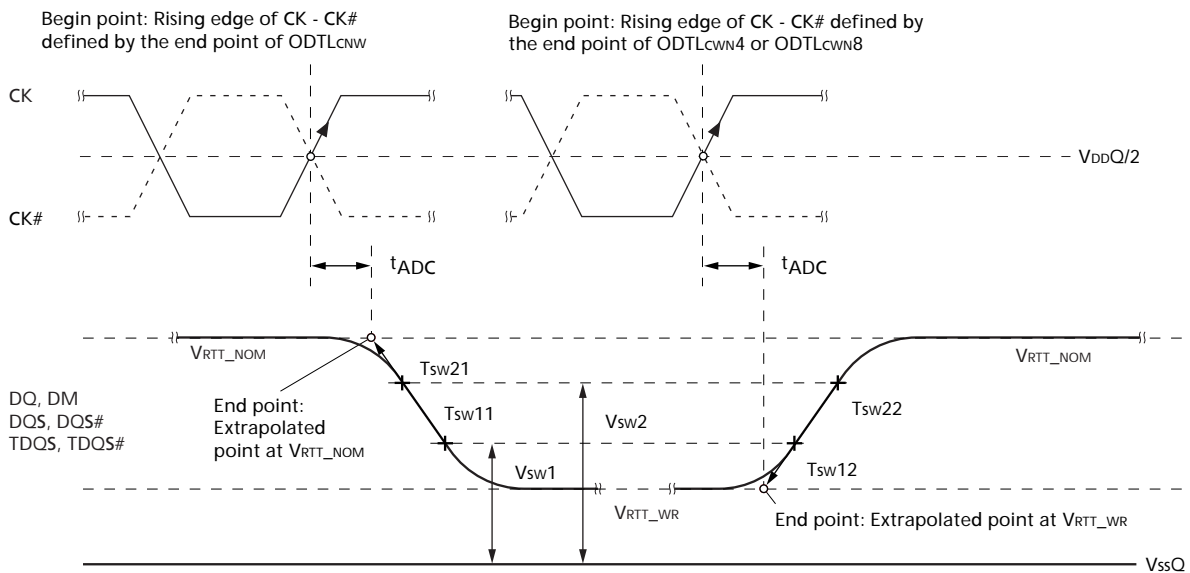 Begin point: Rising edge of CK - CK#
defined by the end point of ODTLCNW
Begin point: Rising edge of CK - CK# defined by
the end point of ODTLCWN4 or ODTLCWN8
CK
VDDQ/2
CK#
tADC
tADC
VRTT_NOM
VRTT_NOM
TSW21
DQ, DM
DQS, DQS#
TDQS, TDQS#
End point:
Extrapolated
point at VRTT_NOM
TSW11
VSW2
TSW22
VSW1
TSW12
VRTT_WR
End point: Extrapolated point at VRTT_WR
VSSQ